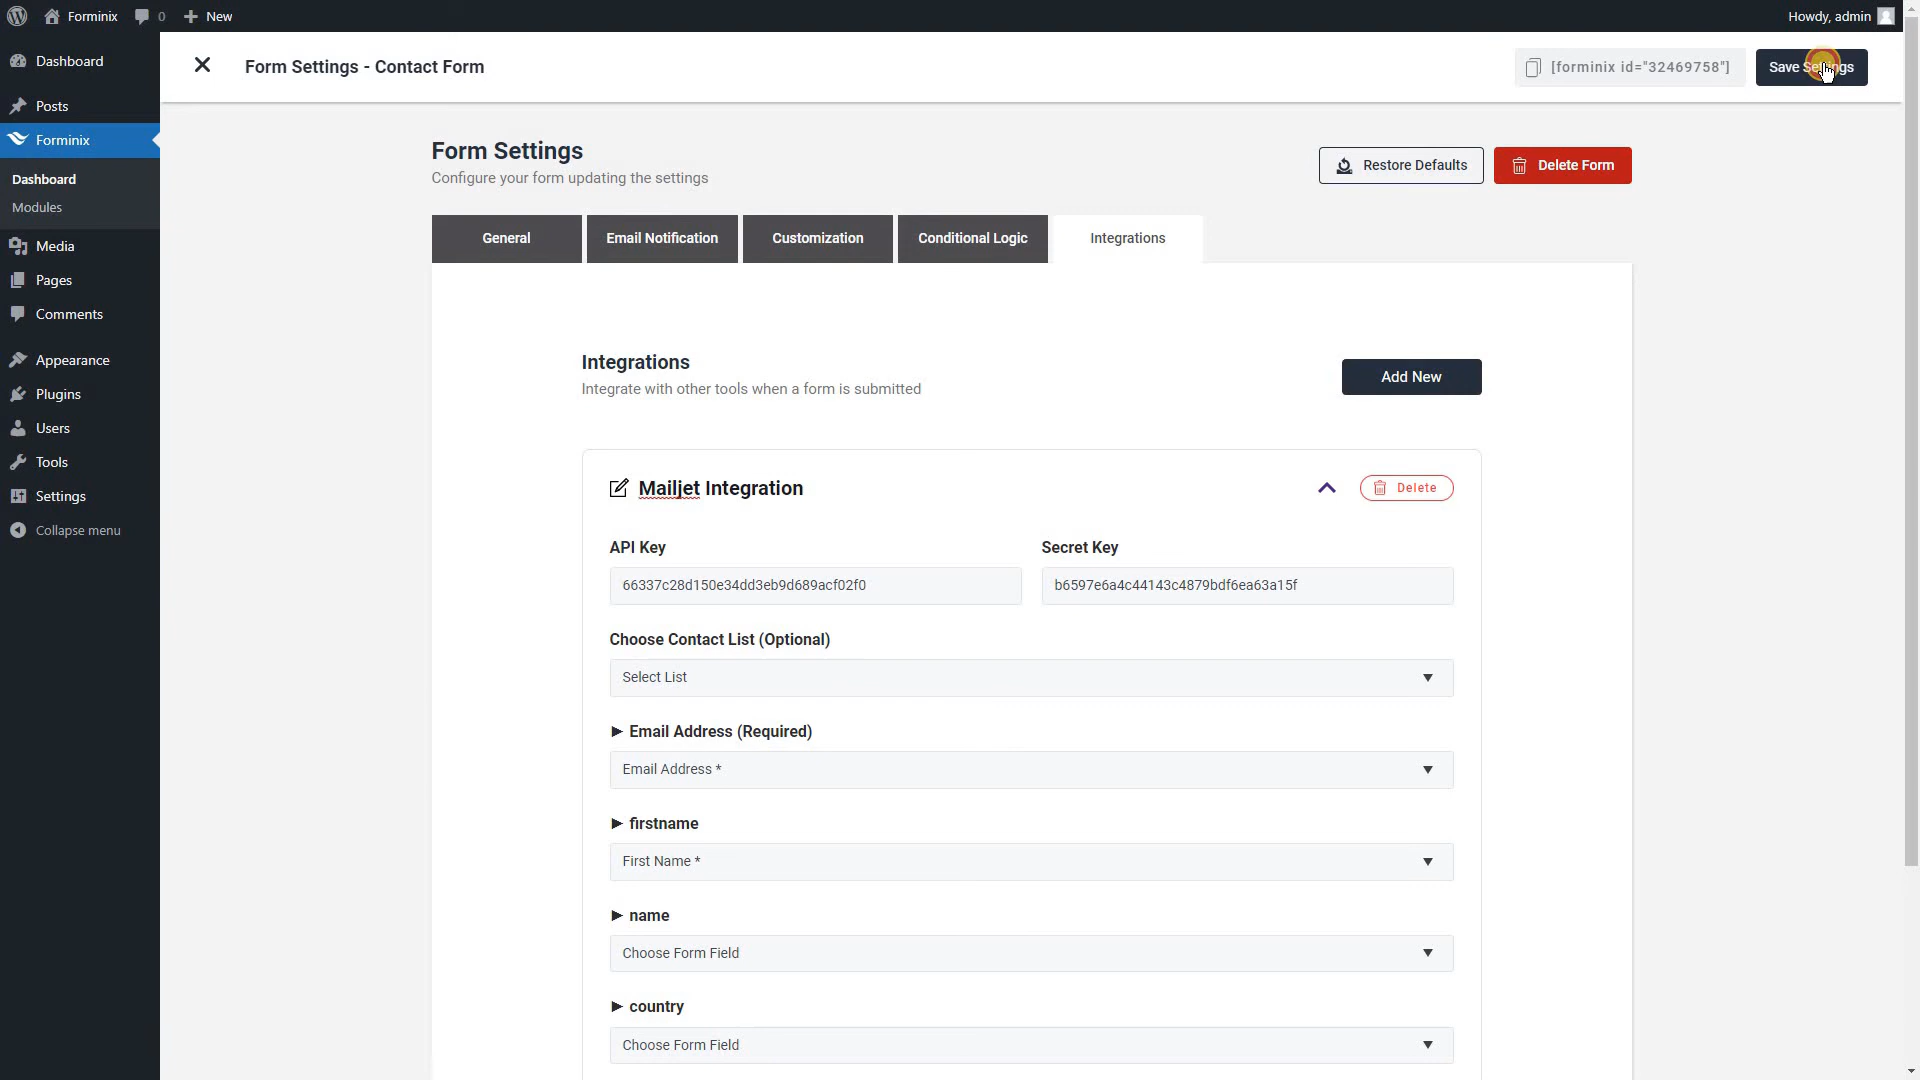 Forminix
0
New
Howdy, admin
Dashboard
Posts
Forminix
Dashboard
Modules
Media
Pages
Comments
Appearance
Plugins
Users
Tools
Settings
Collapse menu
Form Settings - Contact Form
[forminix id="32469758"]
Save Settings
Form Settings
Configure your form updating the settings
Restore Defaults
Delete Form
General
Email Notification
Customization
Conditional Logic
Integrations
Integrations
Integrate with other tools when a form is submitted
Add New
Mailjet Integration
Delete
API Key
Secret Key
66337c28d150e34dd3eb9d689acf02f0
b6597e6a4c44143c4879bdf6ea63a15f
Choose Contact List (Optional)
Select List
Email Address (Required)
Email Address *
firstname
First Name *
name
Choose Form Field
country
Choose Form Field